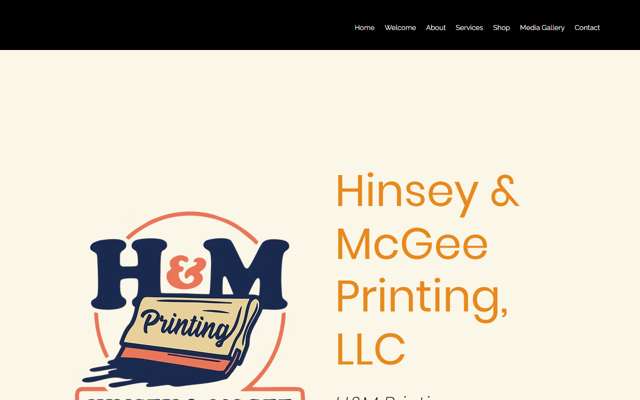 Home Welcome About Services Shop Media Gallery Contact
Hinsey &
McGee
Printing,
LLC
H&M
Printing